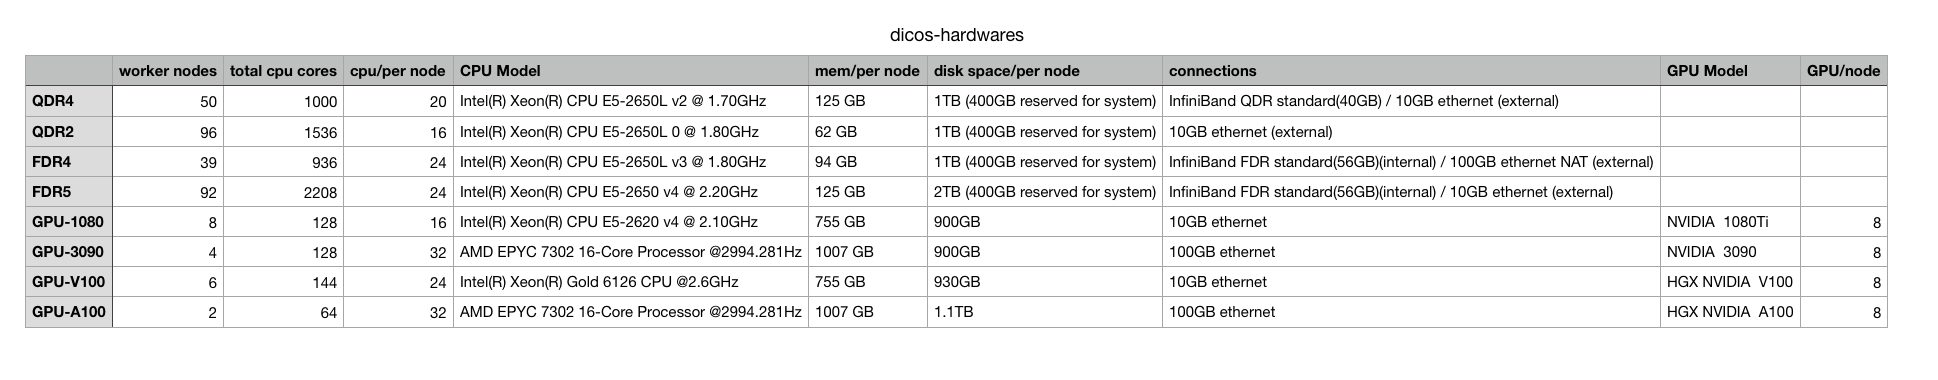 dicos-hardwares
worker nodes total cpu cores cpu/per node CPU Model mem/per node disk space/per node connections GPU Model GPU/node
QDR4 50 1000 20 Intel(R) Xeon(R) CPU E5-2650L v2 @ 1.70GHz 125 GB 1TB (400GB reserved for system) InfiniBand QDR standard(40GB) / 10GB ethernet (external)
QDR2 96 1536 16 Intel(R) Xeon(R) CPU E5-2650L 0 @ 1.80GHz 62 GB 1TB (400GB reserved for system) 10GB ethernet (external)
FDR4 39 936 24 Intel(R) Xeon(R) CPU E5-2650L v3 @ 1.80GHz 94 GB 1TB (400GB reserved for system) InfiniBand FDR standard(56GB)(internal) / 100GB ethernet NAT (external)
FDR5 92 2208 24 Intel(R) Xeon(R) CPU E5-2650 v4 @ 2.20GHz 125 GB 2TB (400GB reserved for system) InfiniBand FDR standard(56GB)(internal) / 10GB ethernet (external)
GPU-1080 8 128 16 Intel(R) Xeon(R) CPU E5-2620 v4 @ 2.10GHz 755 GB 900GB 10GB ethernet NVIDIA 1080Ti 8
GPU-3090 4 128 32 AMD EPYC 7302 16-Core Processor @2994.281Hz 1007 GB 900GB 100GB ethernet NVIDIA 3090 8
GPU-V100 6 144 24 Intel(R) Xeon(R) Gold 6126 CPU @2.6GHz 755 GB 930GB 10GB ethernet HGX NVIDIA V100 8
GPU-A100 2 64 32 AMD EPYC 7302 16-Core Processor @2994.281Hz 1007 GB 1.1TB 100GB ethernet HGX NVIDIA A100 8